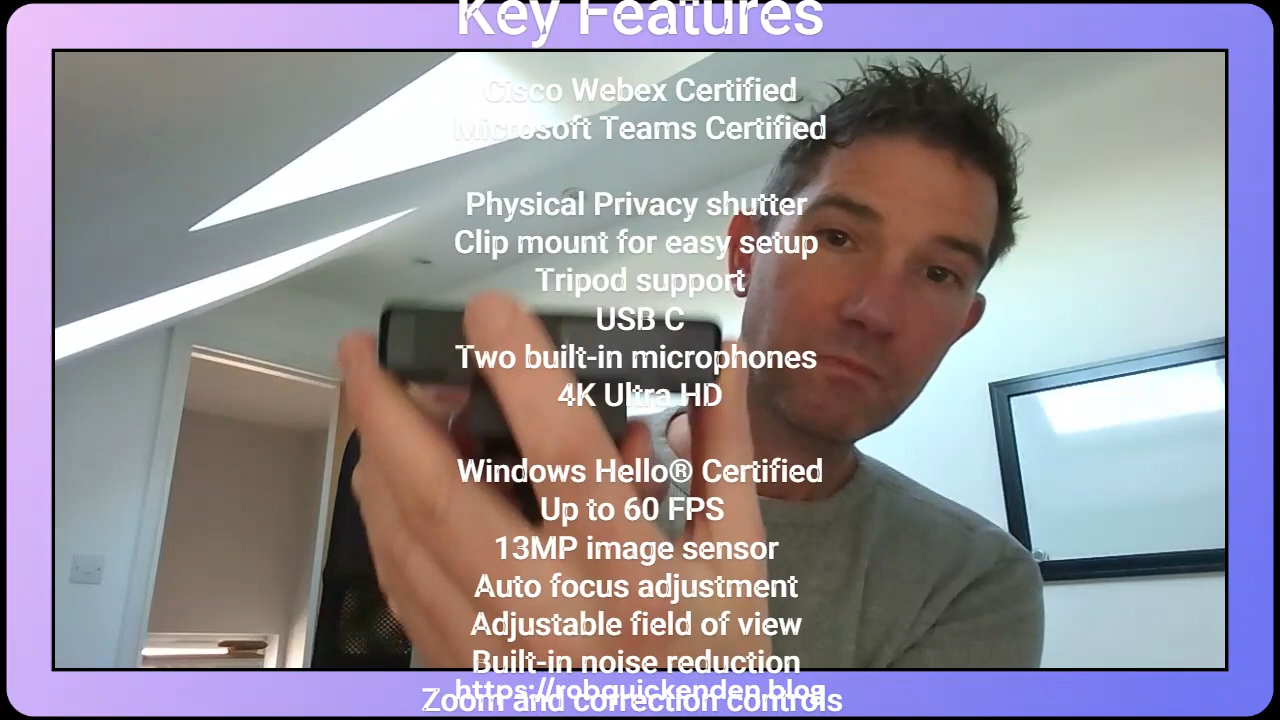 Key Features
Cisco Webex Certified
Microsoft Teams Certified
Physical Privacy shutter
Clip mount for easy setup
Tripod support
USB C
Two built-in microphones
4K Ultra HD
Windows Hello® Certified
Up to 60 FPS
13MP image sensor
Auto focus adjustment
Adjustable field of view
Built-in noise reduction
https://robquickenden.blog
Zoom and correction controls